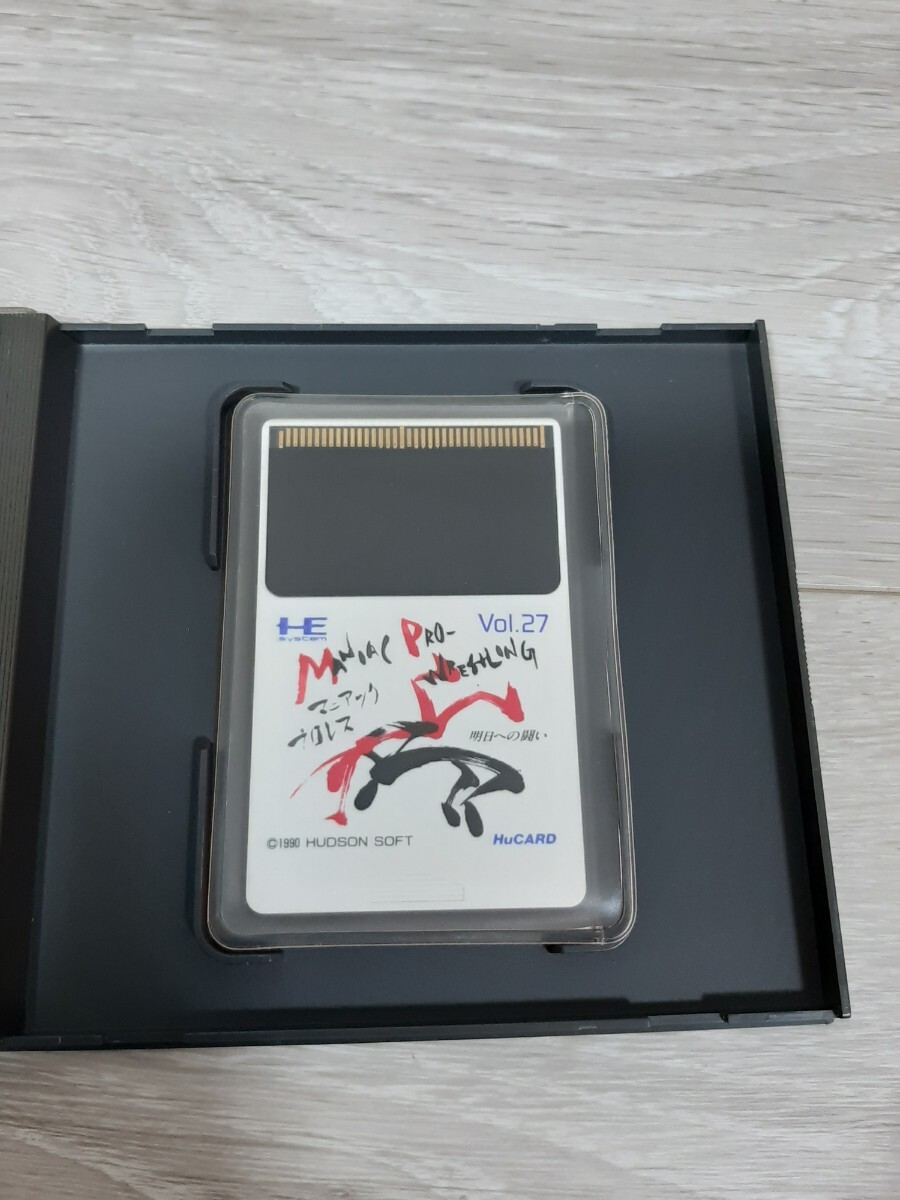 HE
system
Vol.27
MANIAC PRO-
WRESTLING
マニアック
プロレス
明日への闘い
©1990 HUDSON SOFT
HuCARD